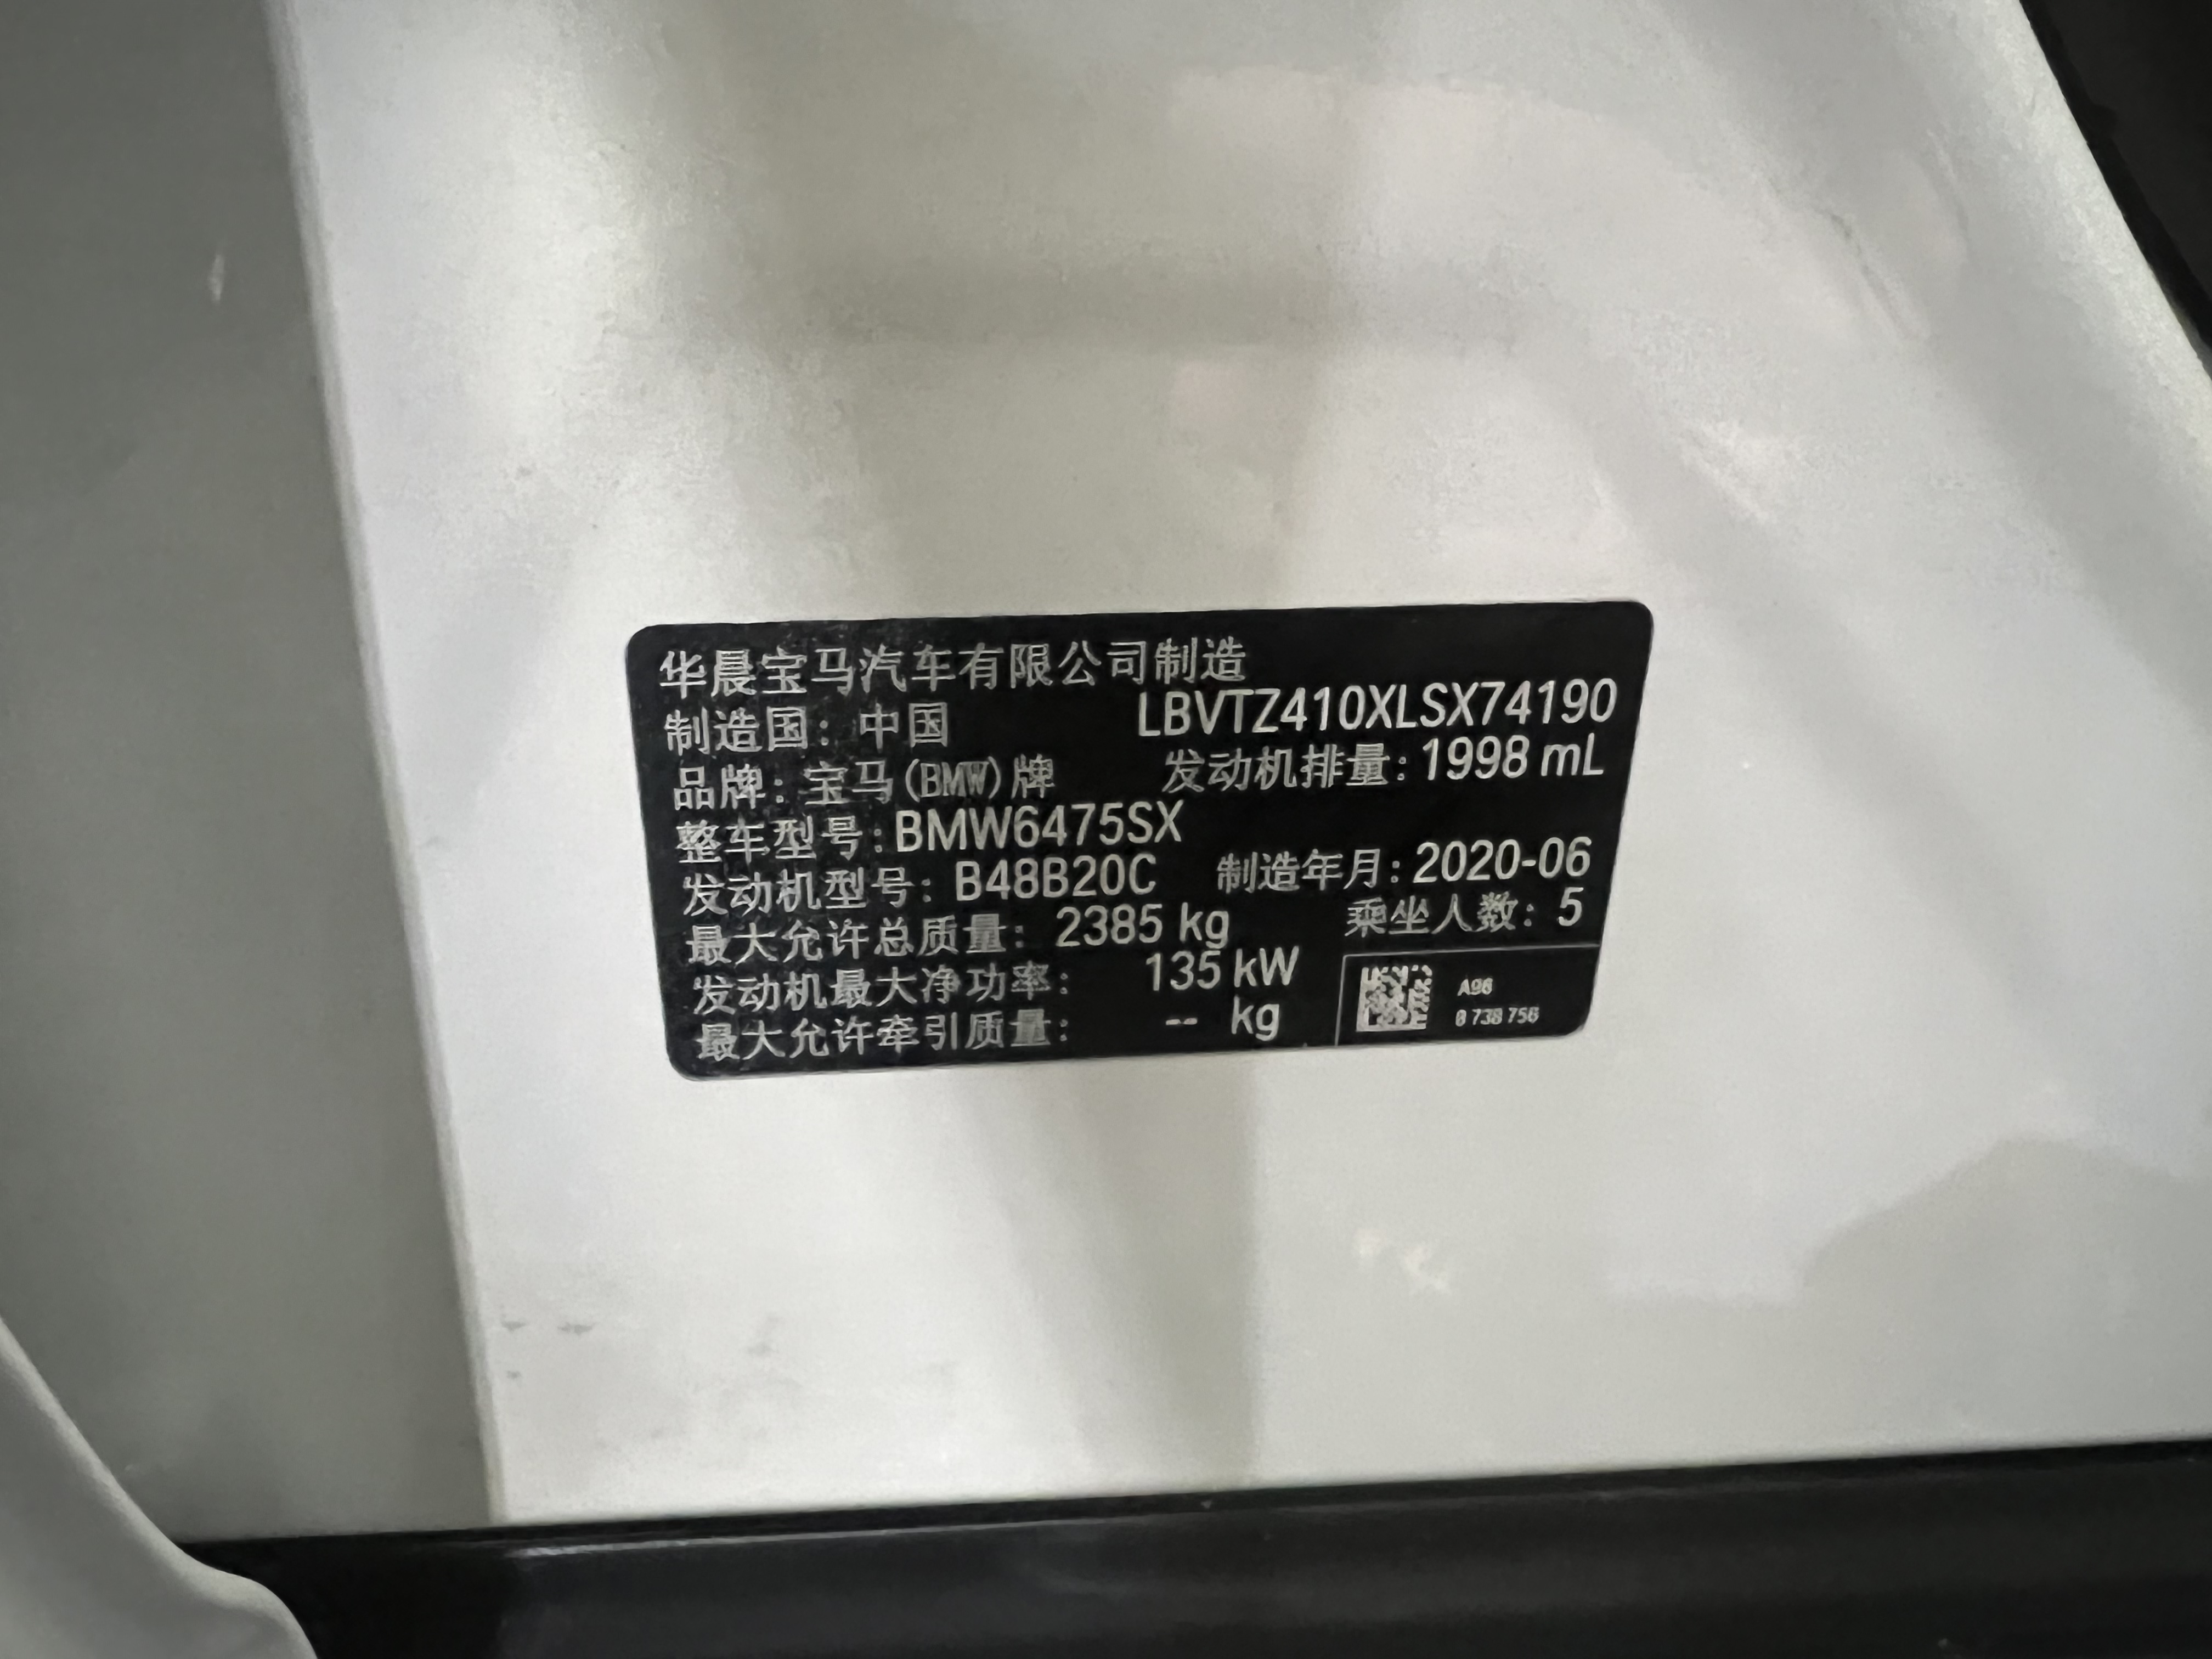 华晨宝马汽车有限公司制造
制造国：中国 LBVTZ410XLSX74190
品牌：宝马(BMW)牌 发动机排量：1998 mL
整车型号：BMW6475SX
发动机型号：B48B20C 制造年月：2020-06
最大允许总质量：2385 kg 乘坐人数：5
发动机最大净功率：135 kW
最大允许牵引质量：-- kg
A96
8 738 756